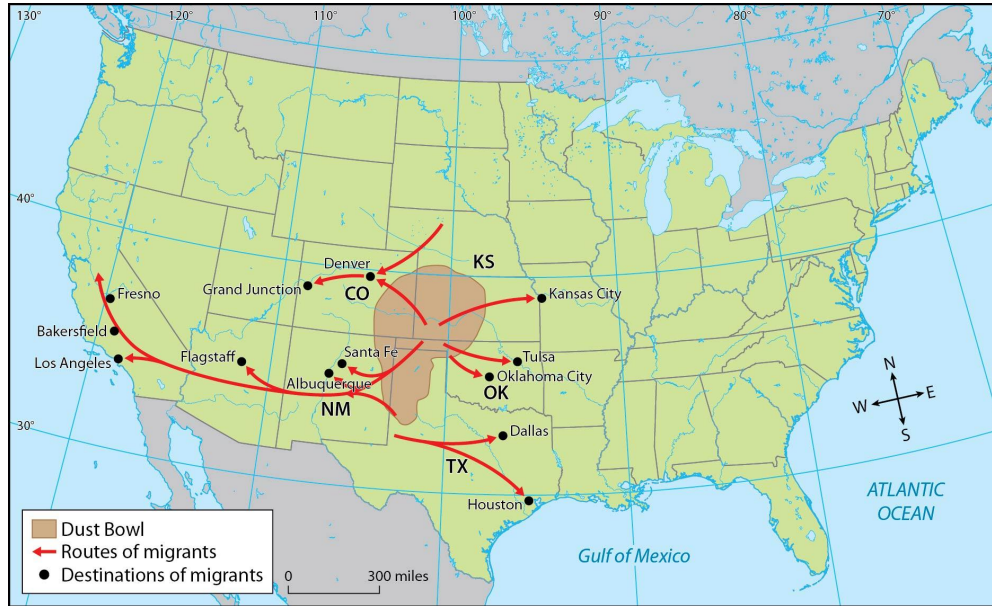 130° 120° 110° 100° 90° 80° 70°
40°
30°
Denver
KS
Grand Junction
CO
Kansas City
Fresno
Bakersfield
Los Angeles
Flagstaff
Santa Fe
Albuquerque
NM
Tulsa
Oklahoma City
OK
Dallas
TX
Houston
N
W E
S
ATLANTIC
OCEAN
Gulf of Mexico
Dust Bowl
Routes of migrants
Destinations of migrants
0 300 miles